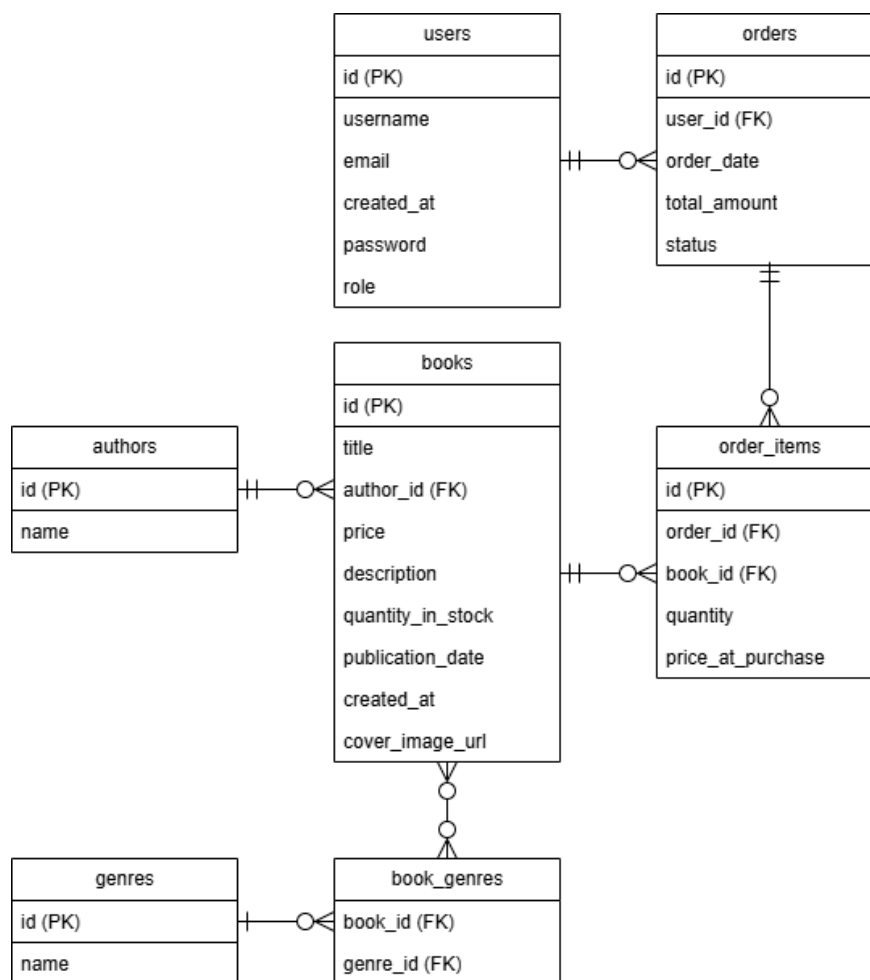 users
id (PK)
username
email
created_at
password
role
orders
id (PK)
user_id (FK)
order_date
total_amount
status
books
id (PK)
title
author_id (FK)
price
description
quantity_in_stock
publication_date
created_at
cover_image_url
authors
id (PK)
name
order_items
id (PK)
order_id (FK)
book_id (FK)
quantity
price_at_purchase
genres
id (PK)
name
book_genres
book_id (FK)
genre_id (FK)